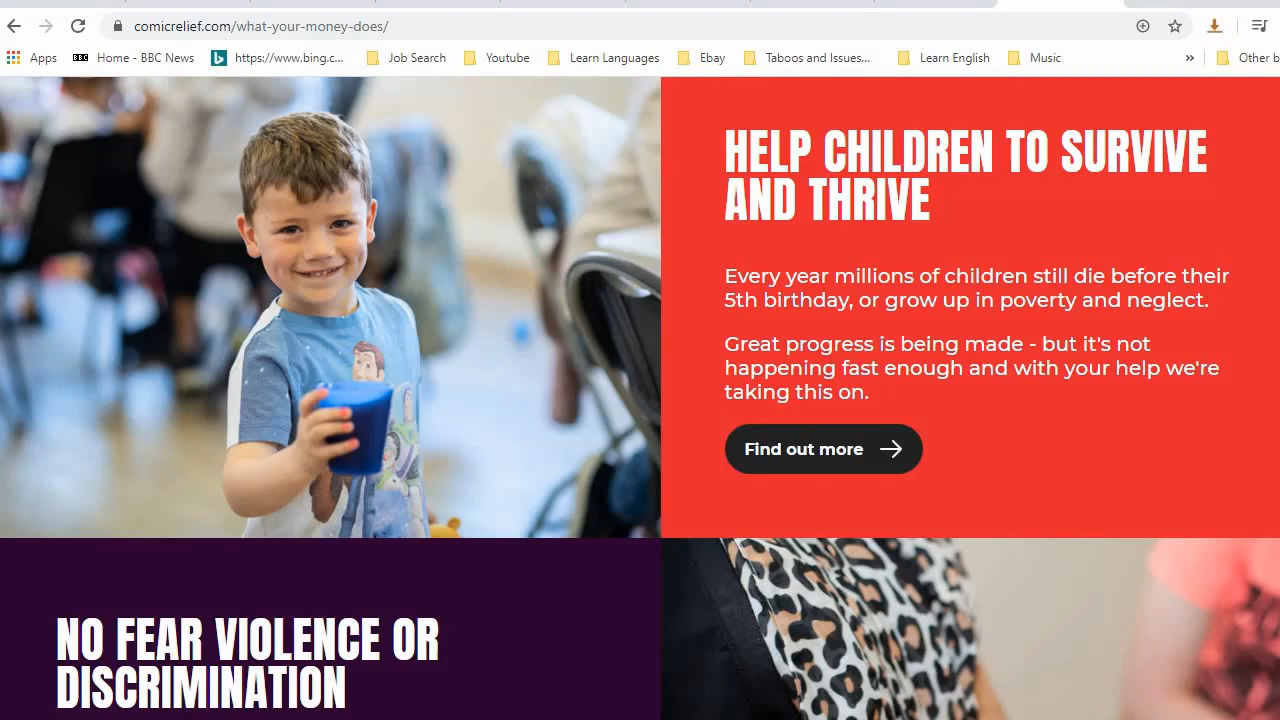 comicrelief.com/what-your-money-does/
Apps BBC Home - BBC News b https://www.bing.c... Job Search Youtube Learn Languages Ebay Taboos and Issues... Learn English Music » Other b
HELP CHILDREN TO SURVIVE
AND THRIVE
Every year millions of children still die before their
5th birthday, or grow up in poverty and neglect.
Great progress is being made - but it's not
happening fast enough and with your help we're
taking this on.
Find out more
NO FEAR VIOLENCE OR
DISCRIMINATION